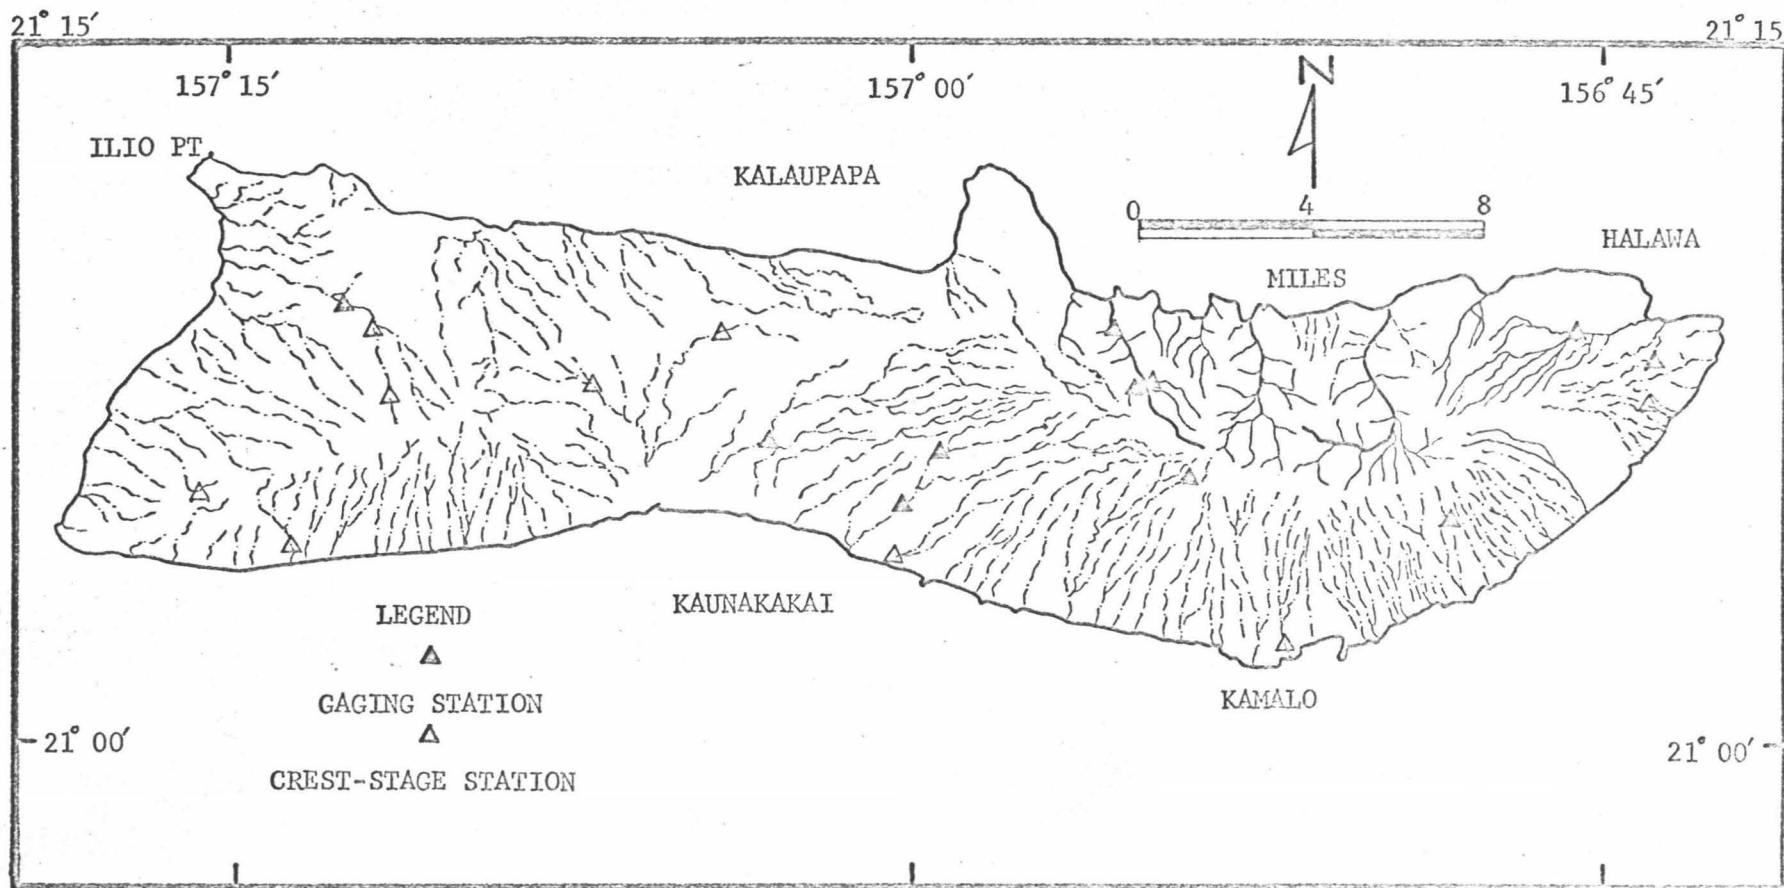 21° 15′
21° 15
157° 15′
157° 00′
N
156° 45′
ILIO PT.
KALAUPAPA
0 4 8
MILES
HALAWA
LEGEND
GAGING STATION
CREST-STAGE STATION
KAUNAKAKAI
KAMALO
21° 00′
21° 00′